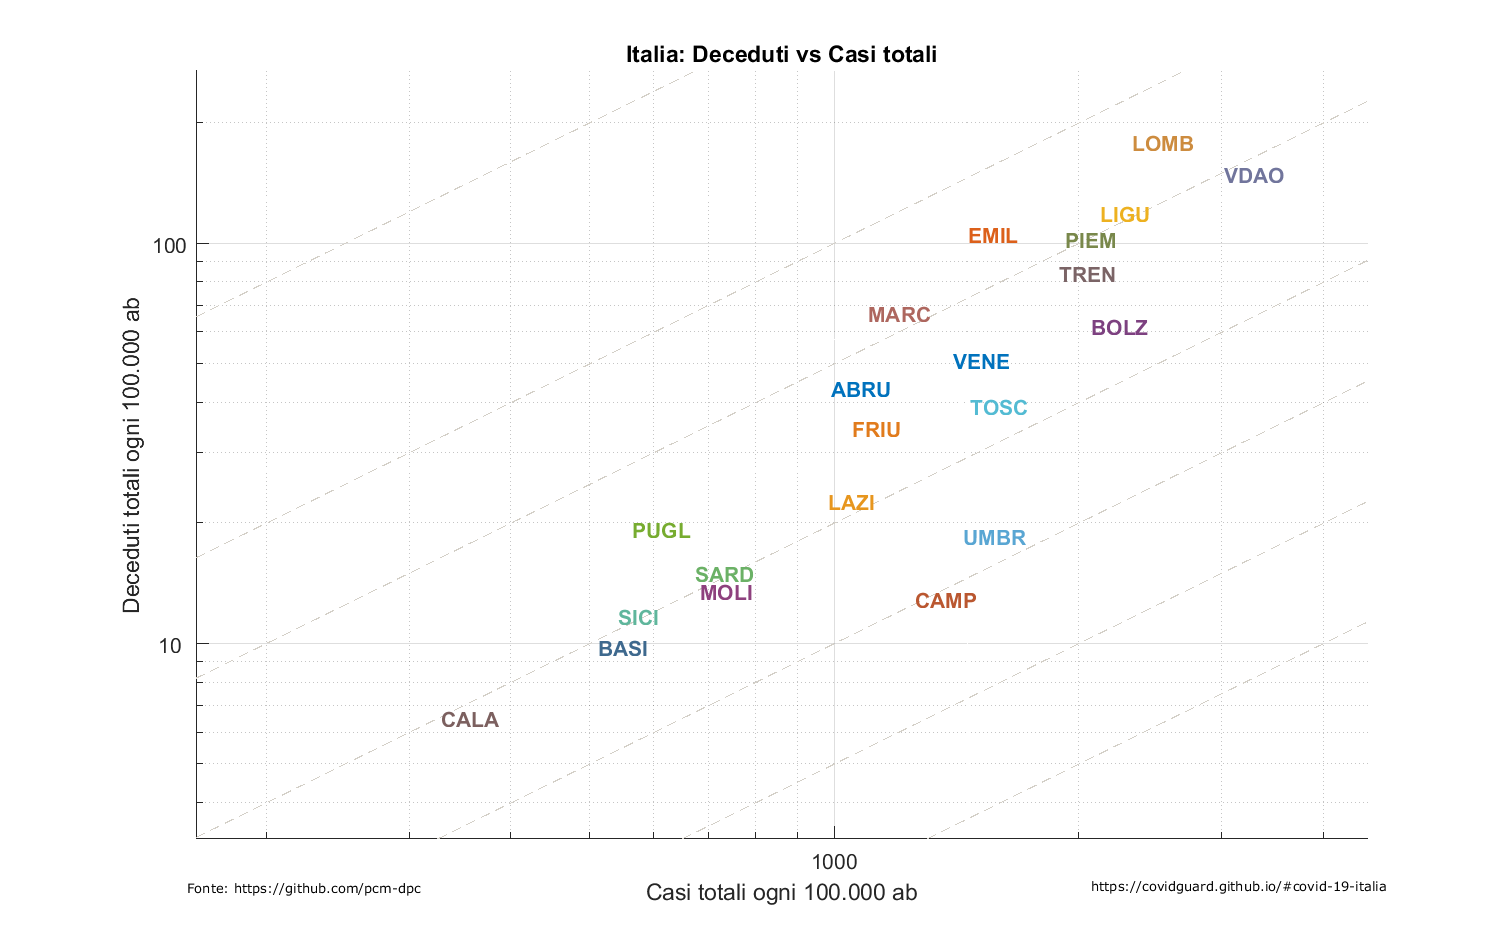 Italia: Deceduti vs Casi totali
LOMB
VDAO
LIGU
EMIL
PIEM
100
TREN
MARC
BOLZ
VENE
ABRU
TOSC
FRIU
Deceduti totali ogni 100.000 ab
LAZI
PUGL
UMBR
SARD
MOLI
CAMP
SICI
10
BASI
CALA
1000
Casi totali ogni 100.000 ab
Fonte: https://github.com/pcm-dpc
https://covidguard.github.io/#covid-19-italia